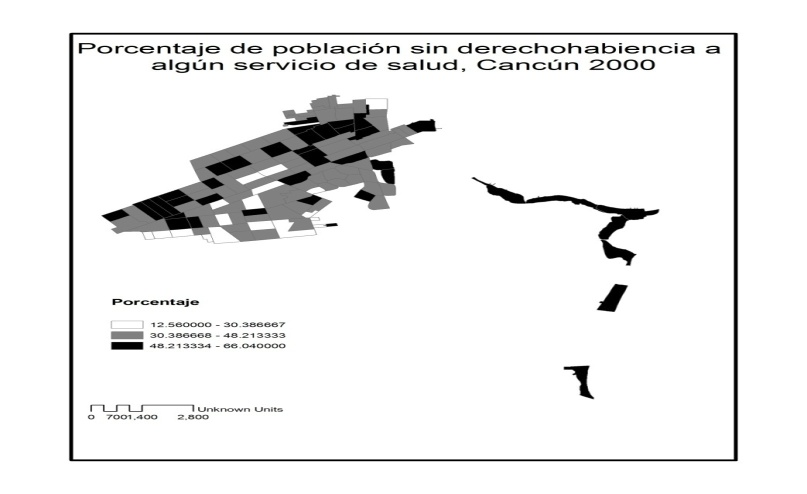 Porcentaje de población sin derechohabiencia a
algún servicio de salud, Cancún 2000
Porcentaje
12.560000 - 30.386667
30.386668 - 48.213333
48.213334 - 66.040000
Unknown Units
0 7001,400 2,800